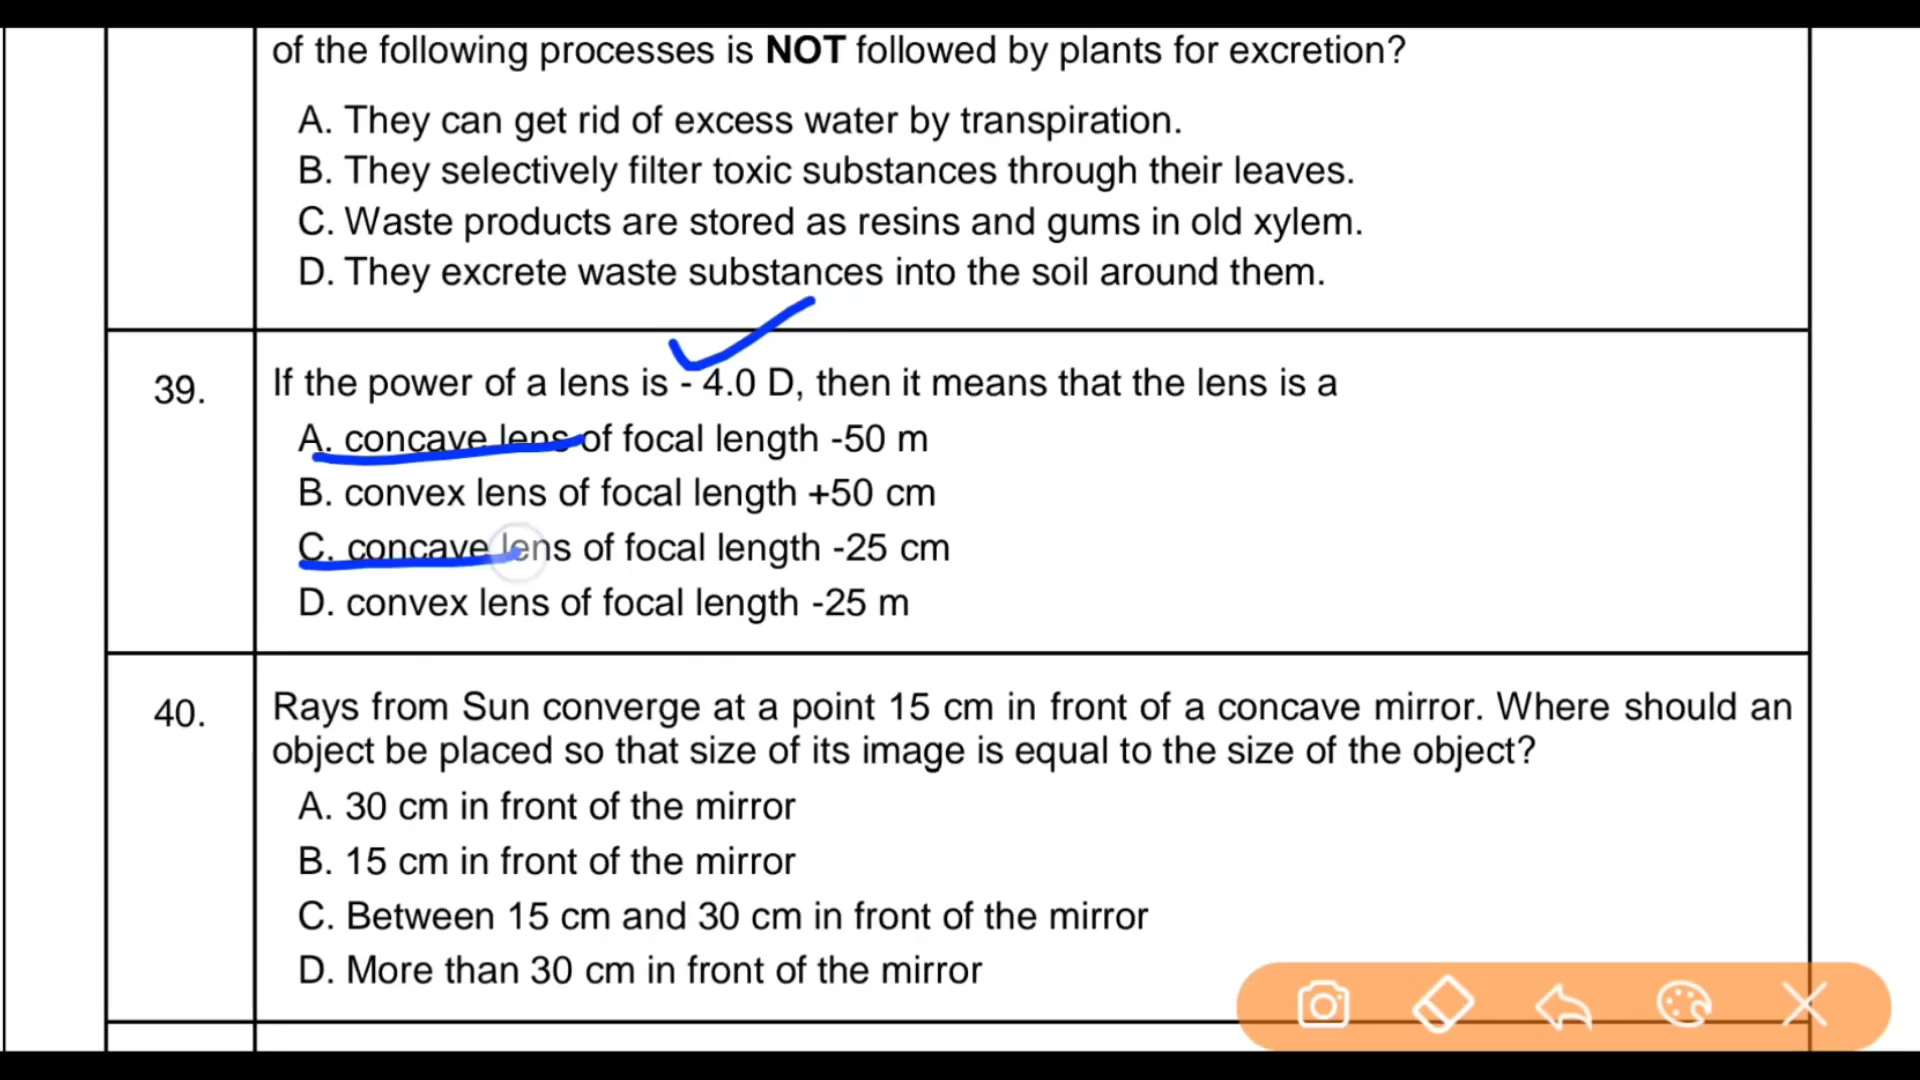 of the following processes is NOT followed by plants for excretion?
A. They can get rid of excess water by transpiration.
B. They selectively filter toxic substances through their leaves.
C. Waste products are stored as resins and gums in old xylem.
D. They excrete waste substances into the soil around them.
39.
If the power of a lens is - 4.0 D, then it means that the lens is a
A. concave lens of focal length -50 m
B. convex lens of focal length +50 cm
C. concave lens of focal length -25 cm
D. convex lens of focal length -25 m
40.
Rays from Sun converge at a point 15 cm in front of a concave mirror. Where should an
object be placed so that size of its image is equal to the size of the object?
A. 30 cm in front of the mirror
B. 15 cm in front of the mirror
C. Between 15 cm and 30 cm in front of the mirror
D. More than 30 cm in front of the mirror